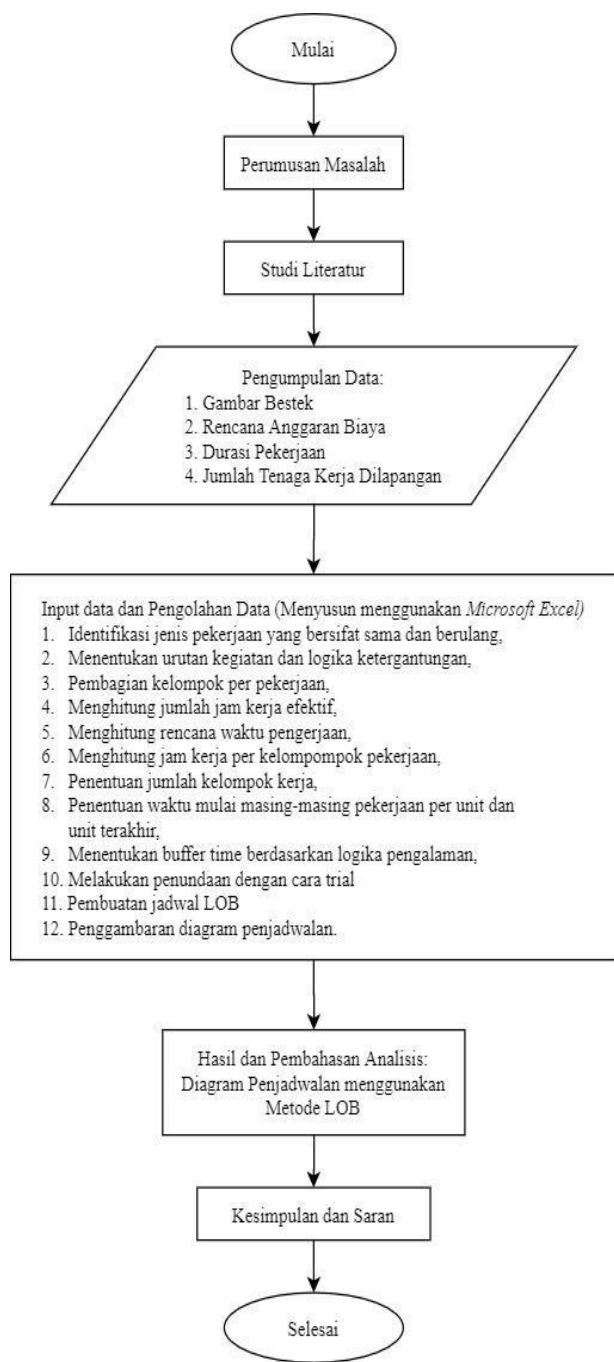 Mulai
Perumusan Masalah
Studi Literatur
Pengumpulan Data:
1. Gambar Bestek
2. Rencana Anggaran Biaya
3. Durasi Pekerjaan
4. Jumlah Tenaga Kerja Dilapangan
Input data dan Pengolahan Data (Menyusun menggunakan Microsoft Excel)
1. Identifikasi jenis pekerjaan yang bersifat sama dan berulang,
2. Menentukan urutan kegiatan dan logika ketergantungan,
3. Pembagian kelompok per pekerjaan,
4. Menghitung jumlah jam kerja efektif,
5. Menghitung rencana waktu pengerjaan,
6. Menghitung jam kerja per kelompompok pekerjaan,
7. Penentuan jumlah kelompok kerja,
8. Penentuan waktu mulai masing-masing pekerjaan per unit dan
unit terakhir,
9. Menentukan buffer time berdasarkan logika pengalaman,
10. Melakukan penundaan dengan cara trial
11. Pembuatan jadwal LOB
12. Penggambaran diagram penjadwalan.
Hasil dan Pembahasan Analisis:
Diagram Penjadwalan menggunakan
Metode LOB
Kesimpulan dan Saran
Selesai